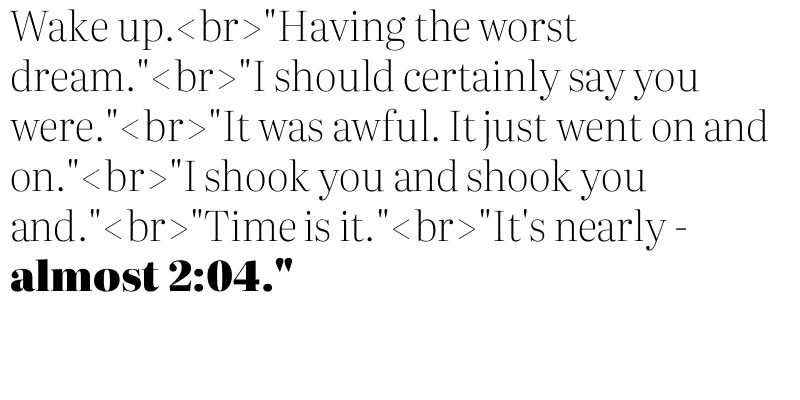 Wake up.<br>"Having the worst
dream."<br>"I should certainly say you
were."<br>"It was awful. It just went on and
on."<br>"I shook you and shook you
and."<br>"Time is it."<br>"It's nearly -
almost 2:04."